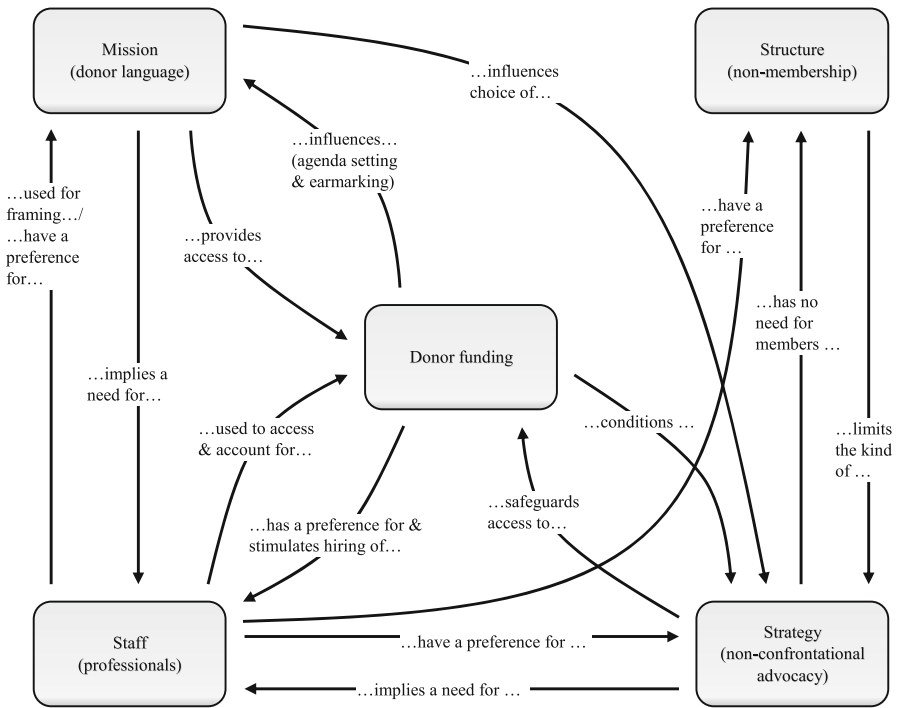 Mission
(donor language)
Structure
(non-membership)
…influences
choice of…
…influences…
(agenda setting
& earmarking)
…used for
framing…/
…have a
preference
for…
…provides
access to…
…have a
preference
for …
…has no
need for
members …
Donor funding
…implies a
need for…
…used to access
& account for…
…conditions …
…limits
the kind
of …
…has a preference for &
stimulates hiring of…
…safeguards
access to…
Staff
(professionals)
…have a preference for …
…implies a need for …
Strategy
(non-confrontational
advocacy)